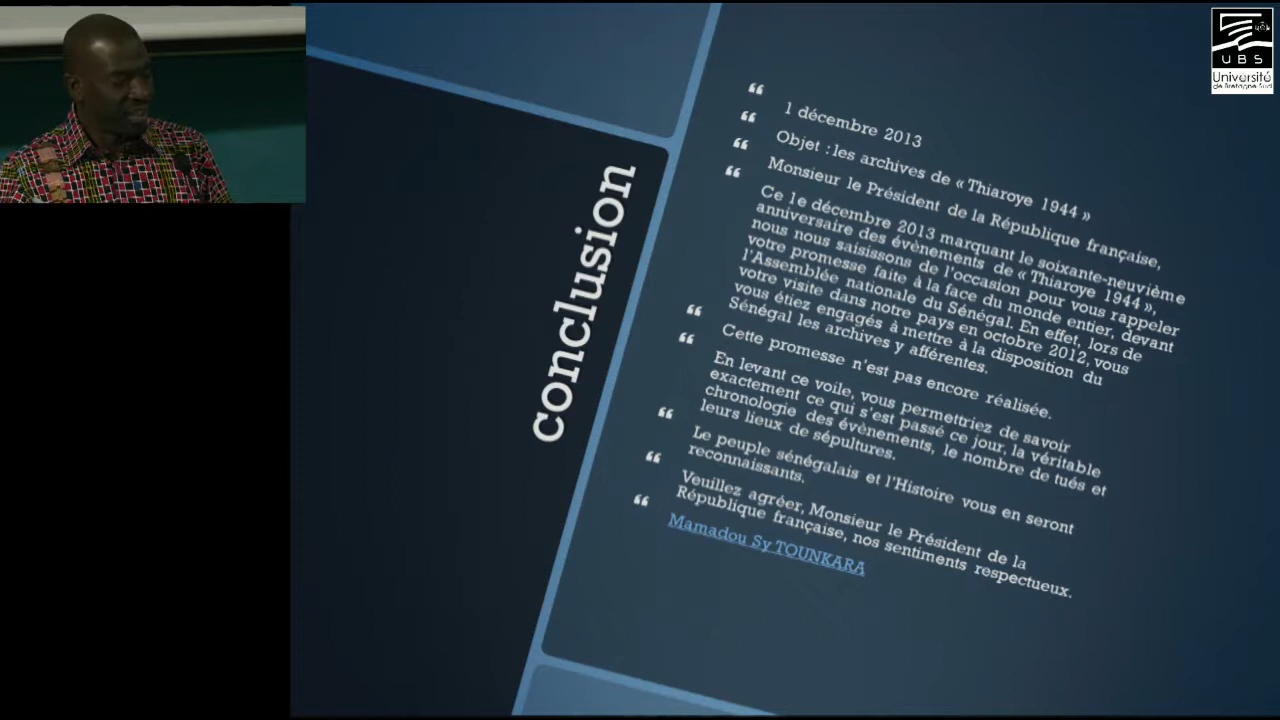 conclusion
1 décembre 2013
Objet : les archives de « Thiaroye 1944 »
Monsieur le Président de la République française,
Ce 1e décembre 2013 marquant le soixante-neuvième
anniversaire des évènements de « Thiaroye 1944 »,
nous nous saisissons de l'occasion pour vous rappeler
votre promesse faite à la face du monde entier, devant
l'Assemblée nationale du Sénégal. En effet, lors de
votre visite dans notre pays en octobre 2012, vous
vous étiez engagés à mettre à la disposition du
Sénégal les archives y afférentes.
Cette promesse n'est pas encore réalisée.
En levant ce voile, vous permettriez de savoir
exactement ce qui s'est passé ce jour, la véritable
chronologie des évènements, le nombre de tués et
leurs lieux de sépultures.
Le peuple sénégalais et l'Histoire vous en seront
reconnaissants.
Veuillez agréer, Monsieur le Président de la
République française, nos sentiments respectueux.
Mamadou Sy TOUNKARA
UBS
Université
de Bretagne-Sud